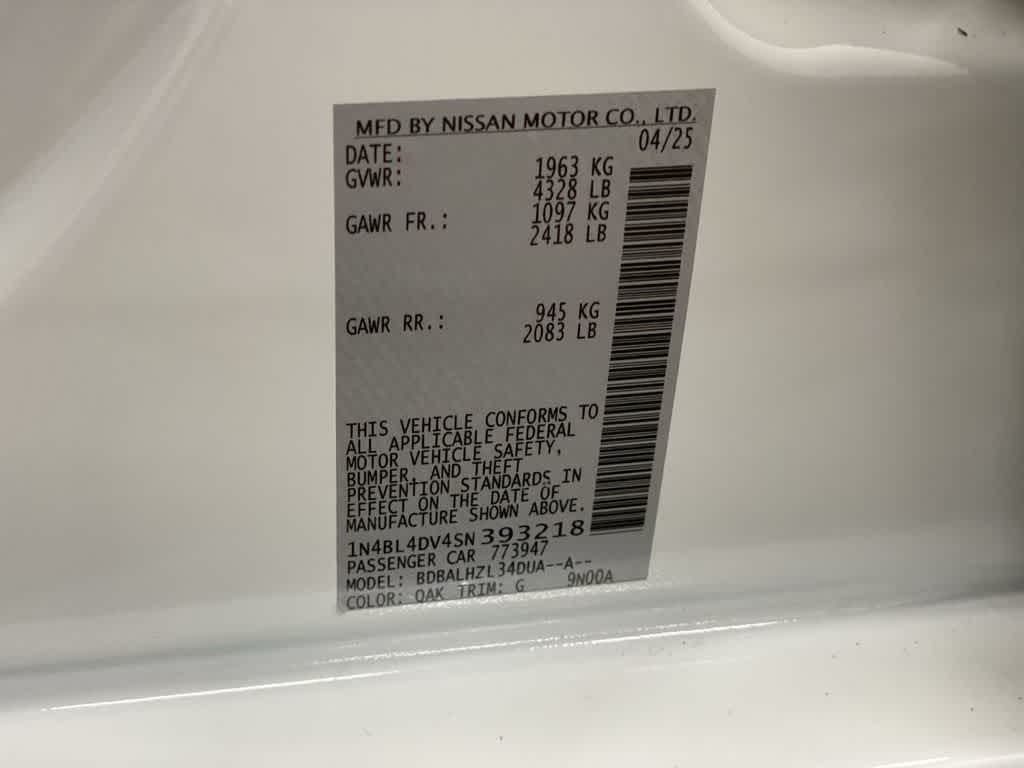 MFD BY NISSAN MOTOR CO., LTD.
DATE: 04/25
GVWR: 1963 KG
4328 LB
GAWR FR.: 1097 KG
2418 LB
GAWR RR.: 945 KG
2083 LB
THIS VEHICLE CONFORMS TO
ALL APPLICABLE FEDERAL
MOTOR VEHICLE SAFETY,
BUMPER, AND THEFT
PREVENTION STANDARDS IN
EFFECT ON THE DATE OF
MANUFACTURE SHOWN ABOVE.
1N4BL4DV4SN393218
PASSENGER CAR 773947
MODEL: BDBALHZL34DUA--A--
COLOR: QAK TRIM: G 9N00A